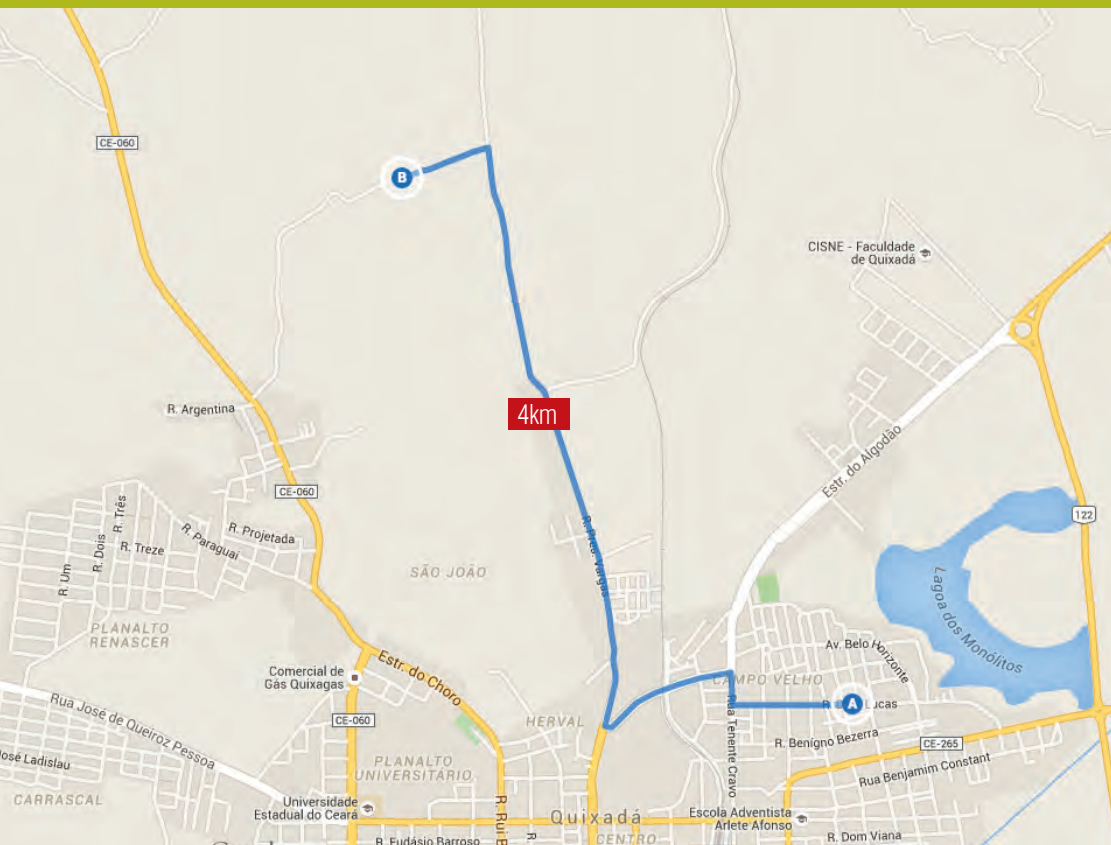 CE-060
B
CISNE - Faculdade
de Quixadá
R. Argentina
4km
Estr. do Algodão
CE-060
122
R. Três
R. Projetada
R. Dois
R. Treze
R. Paraguai
R. Um
R. Pres. Vargas
SÃO JOÃO
Lagoa dos Monólitos
PLANALTO
RENASCER
Av. Belo Horizonte
Estr. do Choro
Comercial de
Gás Quixagas
CAMPO VELHO
A
Lucas
Rua José de Queiroz Pessoa
CE-060
HERVAL
Rua Tenente Cravo
R. Benígno Bezerra
CE-265
José Ladislau
PLANALTO
UNIVERSITÁRIO
Rua Benjamim Constant
CARRASCAL
Universidade
Estadual do Ceará
Quixadá
Escola Adventista
Arlete Afonso
R. Eudásio Barroso
CENTRO
R. Dom Viana